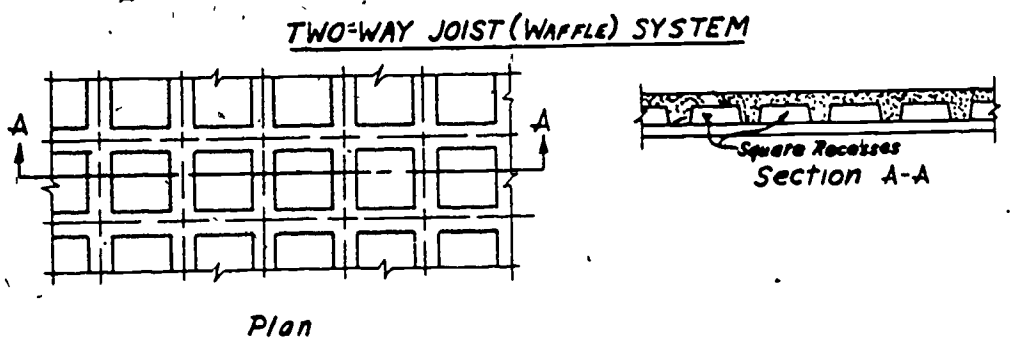 TWO-WAY JOIST (WAFFLE) SYSTEM
A A
Square Recesses
Section A-A
Plan